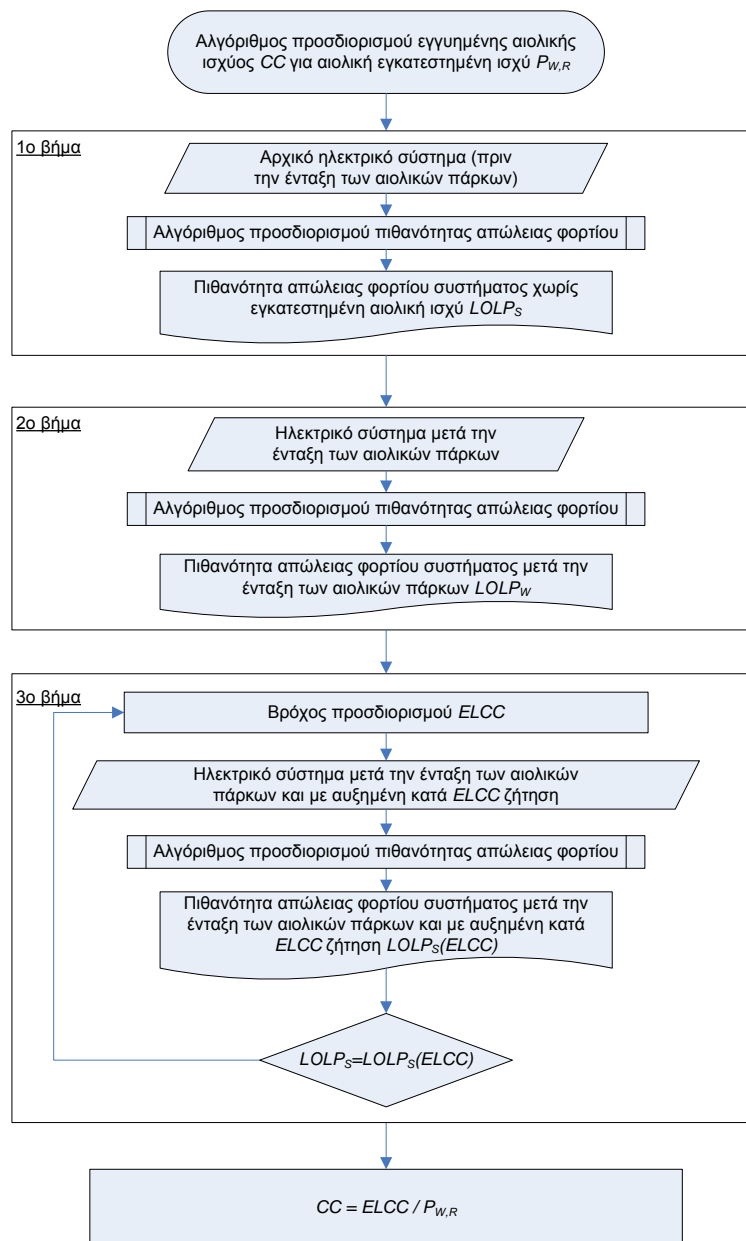 Αλγόριθμος προσδιορισμού εγγυημένης αιολικής
ισχύος CC για αιολική εγκατεστημένη ισχύ PW,R
1ο βήμα
Αρχικό ηλεκτρικό σύστημα (πριν
την ένταξη των αιολικών πάρκων)
Αλγόριθμος προσδιορισμού πιθανότητας απώλειας φορτίου
Πιθανότητα απώλειας φορτίου συστήματος χωρίς
εγκατεστημένη αιολική ισχύ LOLPS
2ο βήμα
Ηλεκτρικό σύστημα μετά την
ένταξη των αιολικών πάρκων
Αλγόριθμος προσδιορισμού πιθανότητας απώλειας φορτίου
Πιθανότητα απώλειας φορτίου συστήματος μετά την
ένταξη των αιολικών πάρκων LOLPW
3ο βήμα
Βρόχος προσδιορισμού ELCC
Ηλεκτρικό σύστημα μετά την ένταξη των αιολικών
πάρκων και με αυξημένη κατά ELCC ζήτηση
Αλγόριθμος προσδιορισμού πιθανότητας απώλειας φορτίου
Πιθανότητα απώλειας φορτίου συστήματος μετά την
ένταξη των αιολικών πάρκων και με αυξημένη κατά
ELCC ζήτηση LOLPS(ELCC)
LOLPS=LOLPS(ELCC)
CC = ELCC / PW,R